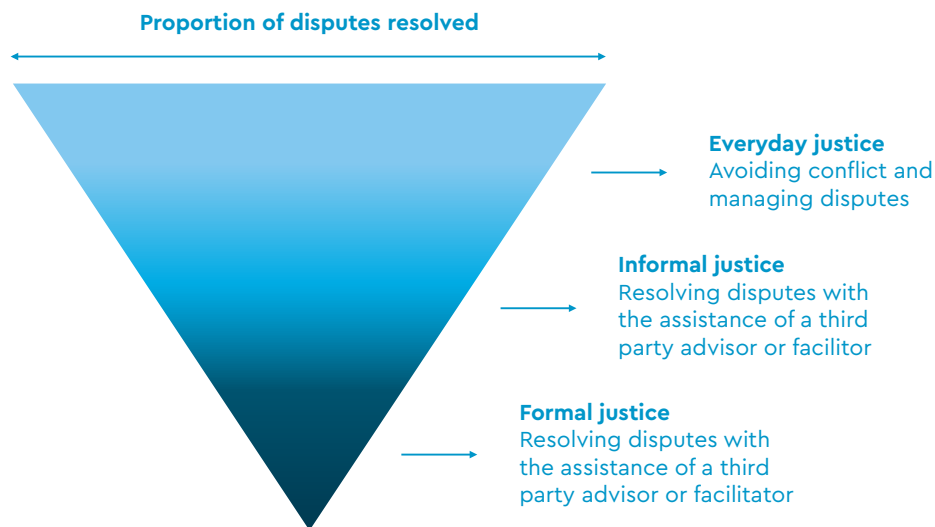 Proportion of disputes resolved
Everyday justice
Avoiding conflict and
managing disputes
Informal justice
Resolving disputes with
the assistance of a third
party advisor or facilitor
Formal justice
Resolving disputes with
the assistance of a third
party advisor or facilitator